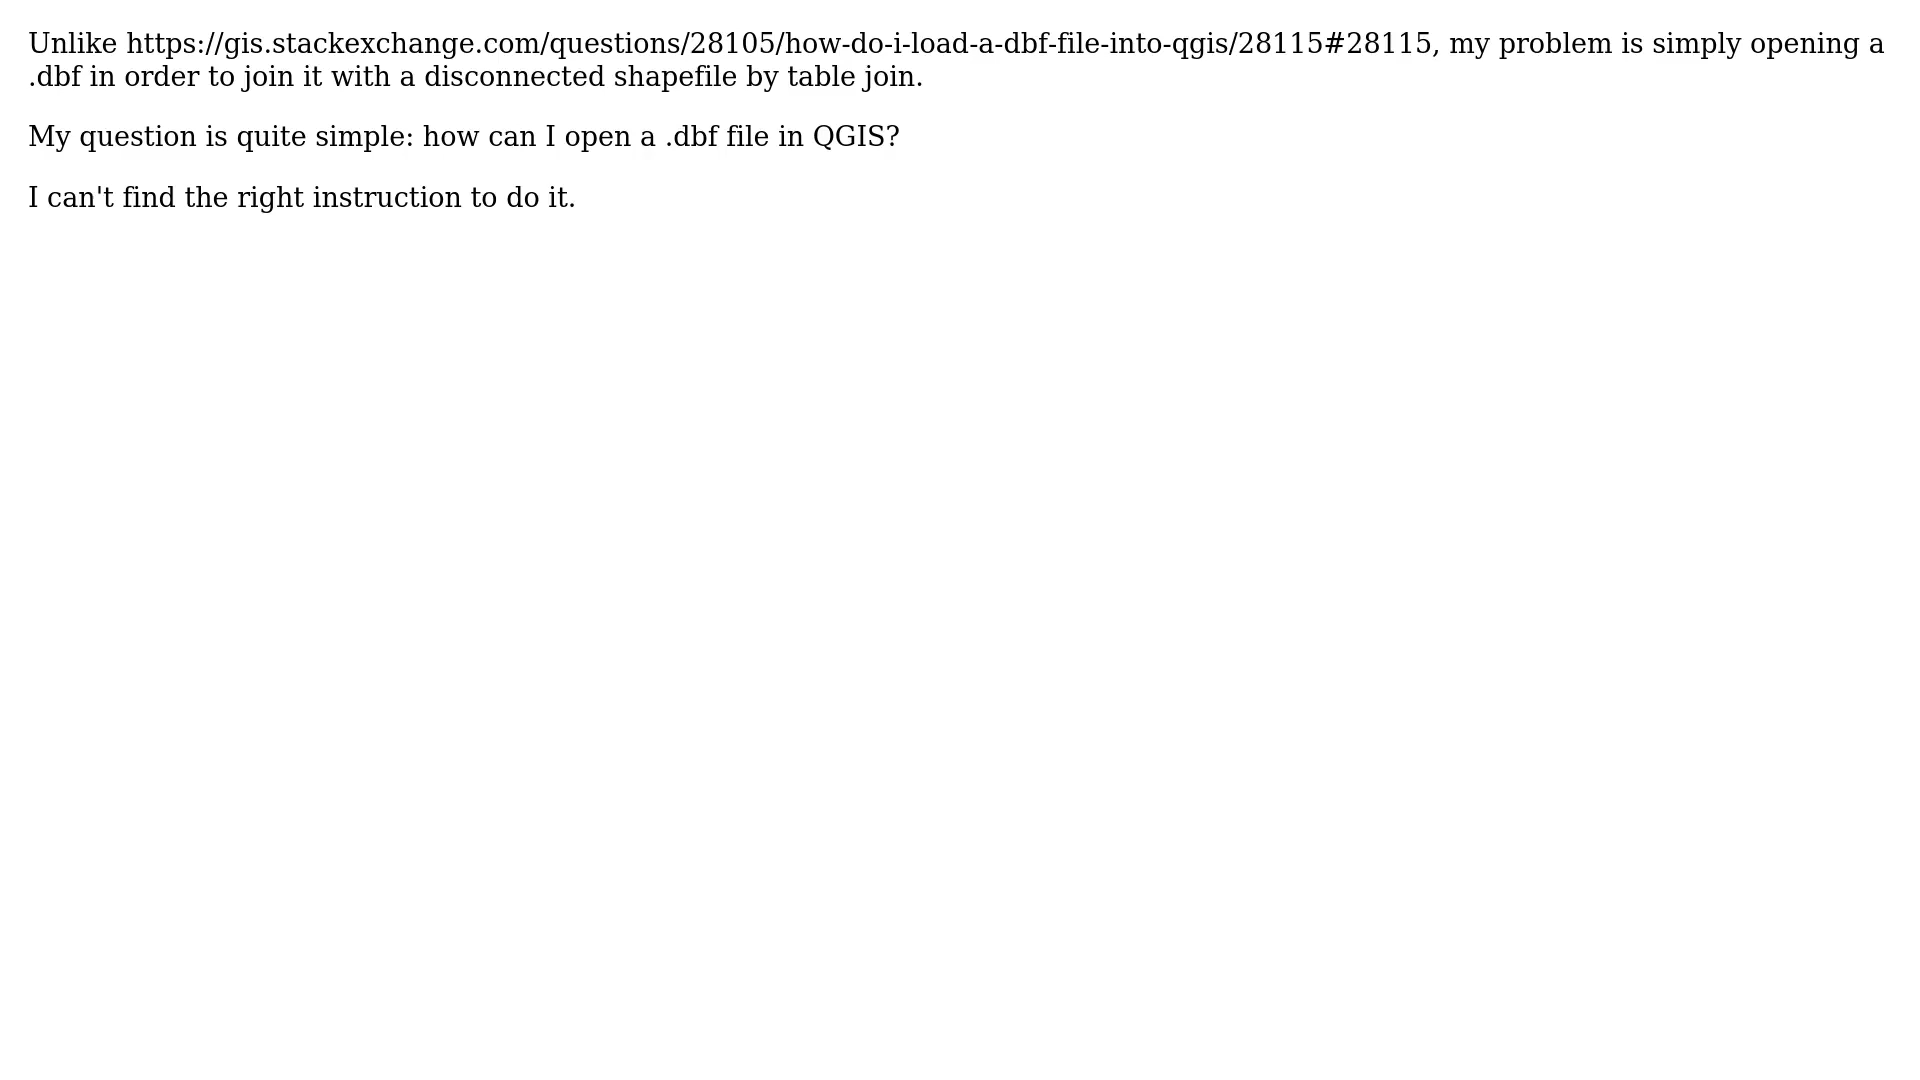 Unlike https://gis.stackexchange.com/questions/28105/how-do-i-load-a-dbf-file-into-qgis/28115#28115, my problem is simply opening a
.dbf in order to join it with a disconnected shapefile by table join.
My question is quite simple: how can I open a .dbf file in QGIS?
I can't find the right instruction to do it.